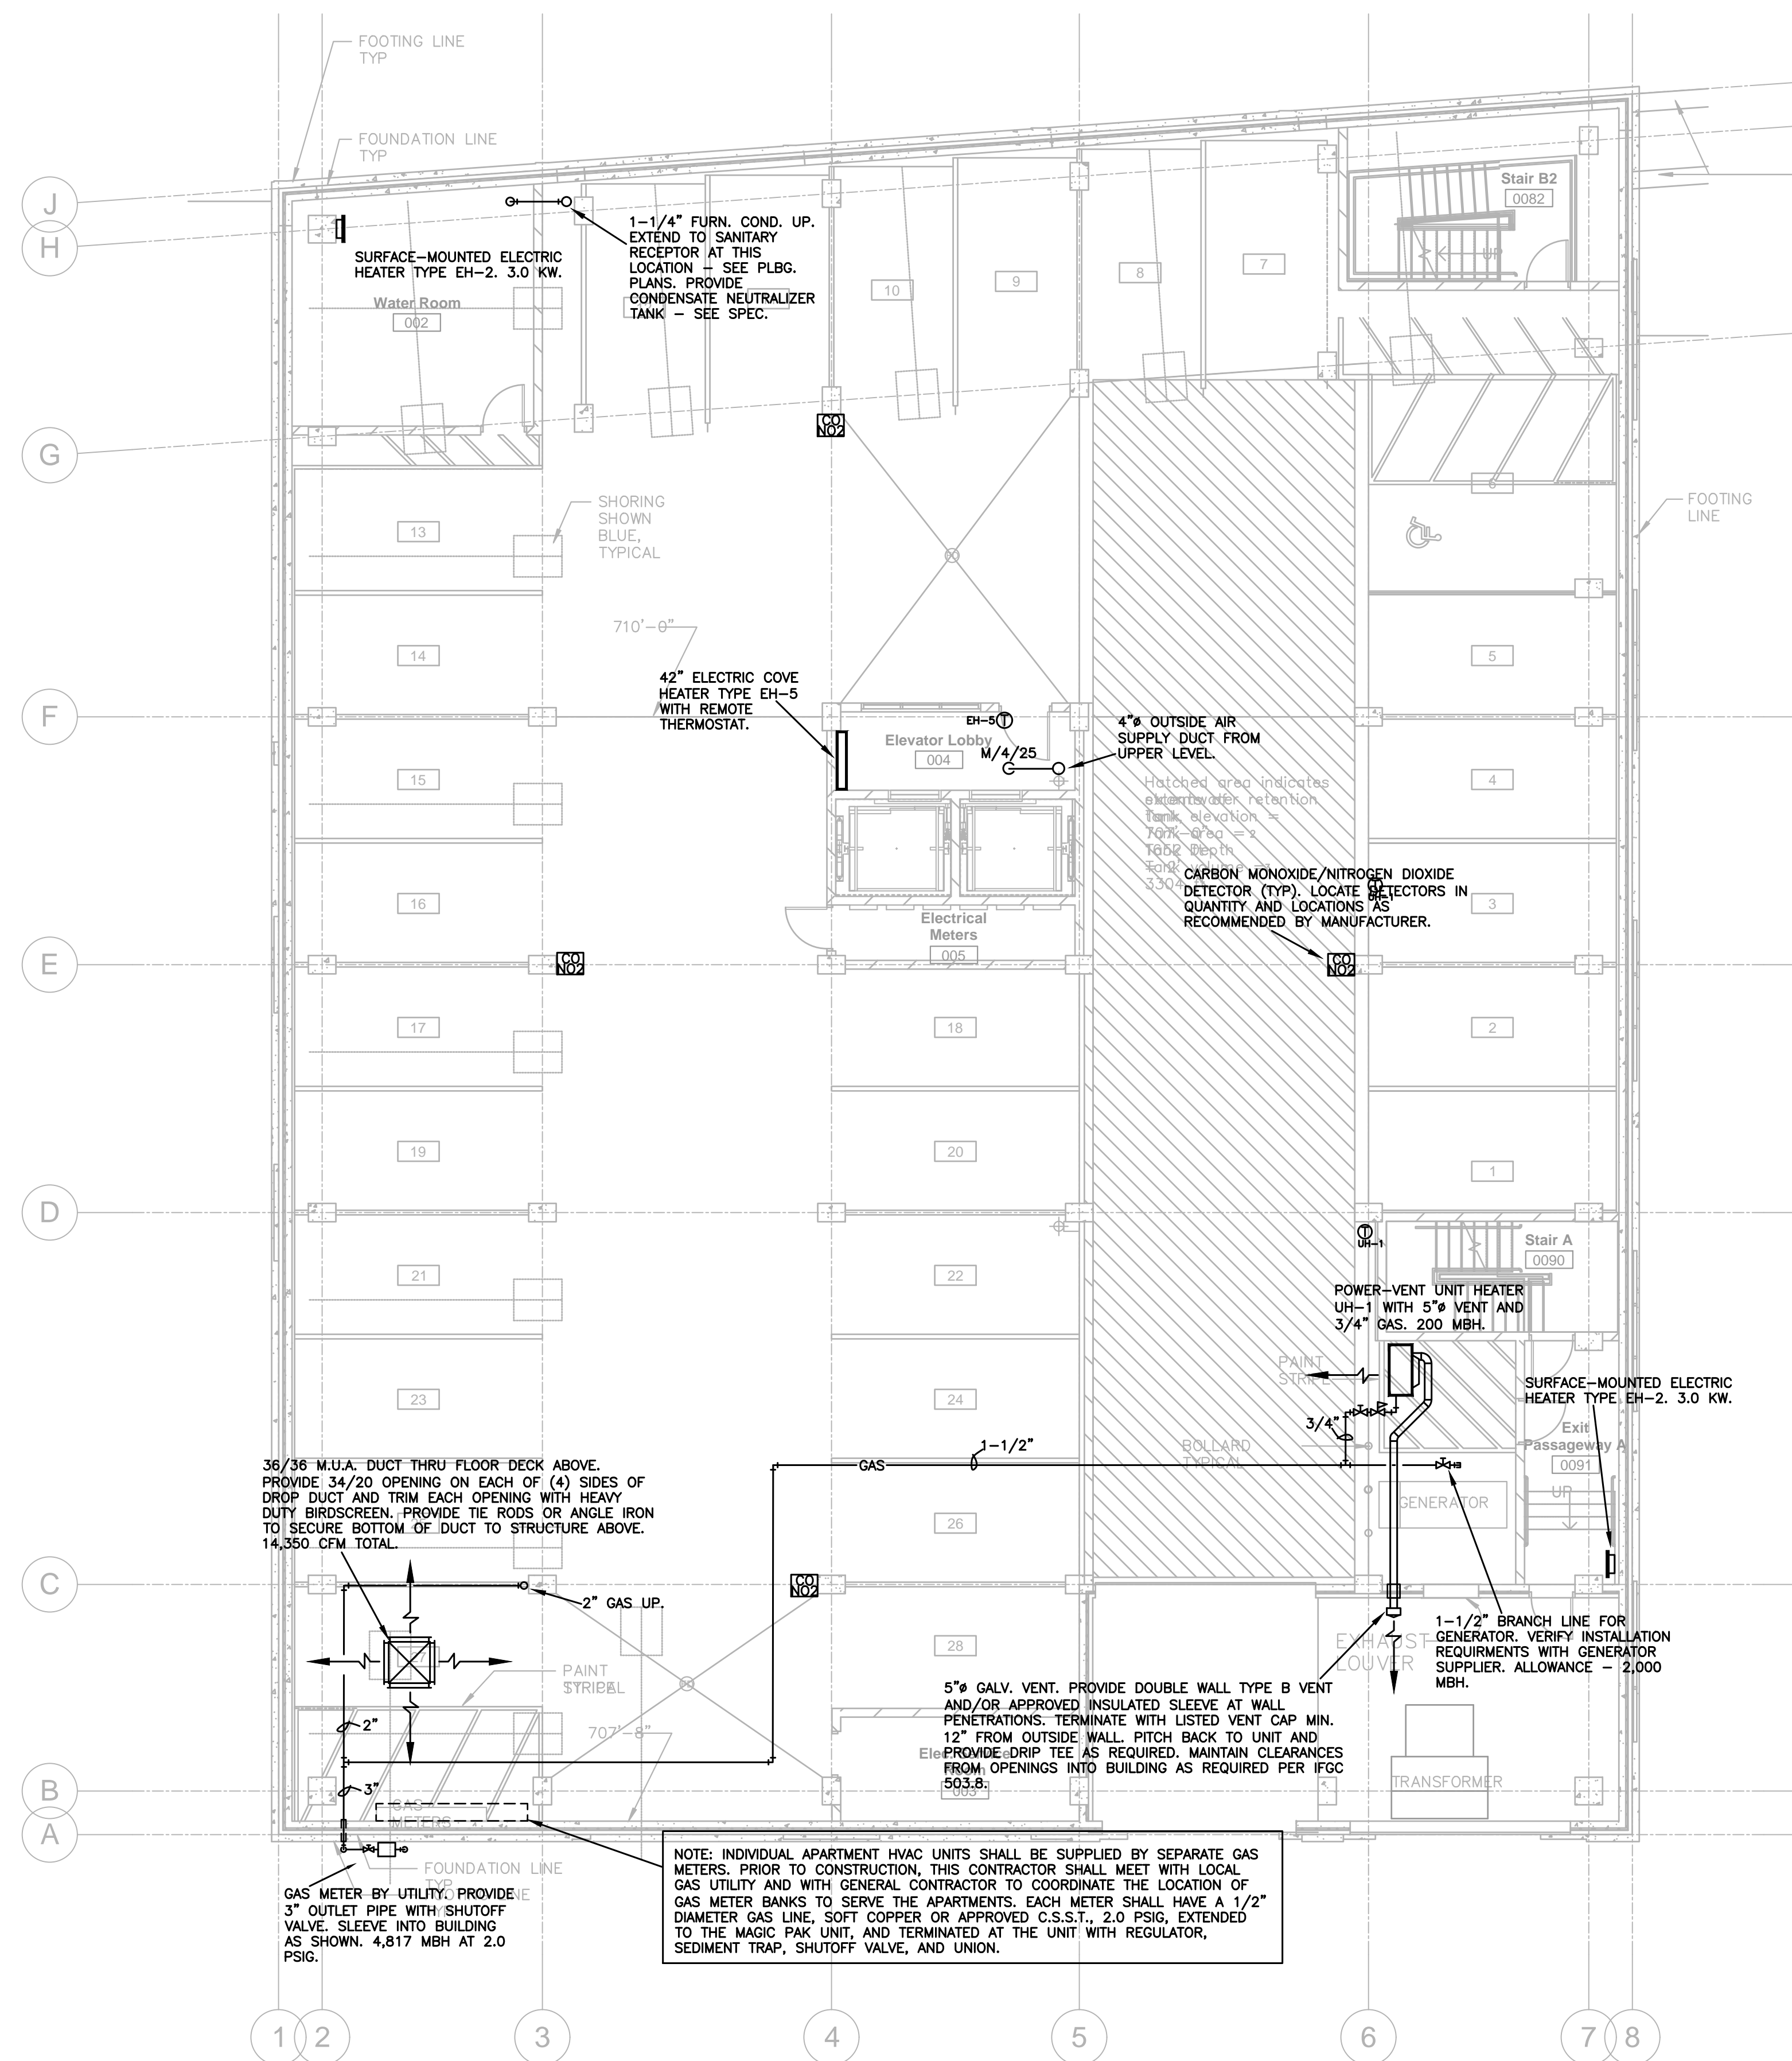 FOOTING LINE
TYP
FOUNDATION LINE
TYP
J
H
G
F
E
D
C
B
A
SURFACE-MOUNTED ELECTRIC
HEATER TYPE EH-2. 3.0 KW.
Water Room
002
1-1/4" FURN. COND. UP.
EXTEND TO SANITARY
RECEPTOR AT THIS
LOCATION - SEE PLBG.
PLANS. PROVIDE
CONDENSATE NEUTRALIZER
TANK - SEE SPEC.
10
9
8
7
Stair B2
0082
UP
CO
NO2
SHORING
SHOWN
BLUE,
TYPICAL
6
FOOTING
LINE
13
14
15
16
17
19
21
23
5
4
3
2
1
710'-0"
42" ELECTRIC COVE
HEATER TYPE EH-5
WITH REMOTE
THERMOSTAT.
EH-5 T
Elevator Lobby
004
M/4/25
4"ø OUTSIDE AIR
SUPPLY DUCT FROM
UPPER LEVEL.
Hatched area indicates
retention
elevation =
3304
CARBON MONOXIDE/NITROGEN DIOXIDE
DETECTOR (TYP). LOCATE DETECTORS IN
QUANTITY AND LOCATIONS AS
RECOMMENDED BY MANUFACTURER.
T
UH-1
Electrical
Meters
005
CO
NO2
CO
NO2
18
20
22
24
26
28
T
UH-1
Stair A
0090
POWER-VENT UNIT HEATER
UH-1 WITH 5"ø VENT AND
3/4" GAS. 200 MBH.
PAINT
STRIPE
SURFACE-MOUNTED ELECTRIC
HEATER TYPE EH-2. 3.0 KW.
3/4"
Exit
Passageway A
0091
UP
BOLLARD
TYPICAL
1-1/2"
GAS
GENERATOR
36/36 M.U.A. DUCT THRU FLOOR DECK ABOVE.
PROVIDE 34/20 OPENING ON EACH OF (4) SIDES OF
DROP DUCT AND TRIM EACH OPENING WITH HEAVY
DUTY BIRDSCREEN. PROVIDE TIE RODS OR ANGLE IRON
TO SECURE BOTTOM OF DUCT TO STRUCTURE ABOVE.
14,350 CFM TOTAL.
2" GAS UP.
CO
NO2
EXHAUST
LOUVER
1-1/2" BRANCH LINE FOR
GENERATOR. VERIFY INSTALLATION
REQUIRMENTS WITH GENERATOR
SUPPLIER. ALLOWANCE - 2,000
MBH.
PAINT
2"
707'-8"
3"
GAS
METERS
5"ø GALV. VENT. PROVIDE DOUBLE WALL TYPE B VENT
AND/OR APPROVED INSULATED SLEEVE AT WALL
PENETRATIONS. TERMINATE WITH LISTED VENT CAP MIN.
12" FROM OUTSIDE WALL. PITCH BACK TO UNIT AND
PROVIDE DRIP TEE AS REQUIRED. MAINTAIN CLEARANCES
FROM OPENINGS INTO BUILDING AS REQUIRED PER IFGC
503.8.
003
TRANSFORMER
FOUNDATION LINE
TYP
GAS METER BY UTILITY. PROVIDE
3" OUTLET PIPE WITH SHUTOFF
VALVE. SLEEVE INTO BUILDING
AS SHOWN. 4,817 MBH AT 2.0
PSIG.
NOTE: INDIVIDUAL APARTMENT HVAC UNITS SHALL BE SUPPLIED BY SEPARATE GAS
METERS. PRIOR TO CONSTRUCTION, THIS CONTRACTOR SHALL MEET WITH LOCAL
GAS UTILITY AND WITH GENERAL CONTRACTOR TO COORDINATE THE LOCATION OF
GAS METER BANKS TO SERVE THE APARTMENTS. EACH METER SHALL HAVE A 1/2"
DIAMETER GAS LINE, SOFT COPPER OR APPROVED C.S.S.T., 2.0 PSIG, EXTENDED
TO THE MAGIC PAK UNIT, AND TERMINATED AT THE UNIT WITH REGULATOR,
SEDIMENT TRAP, SHUTOFF VALVE, AND UNION.
1
2
3
4
5
6
7
8